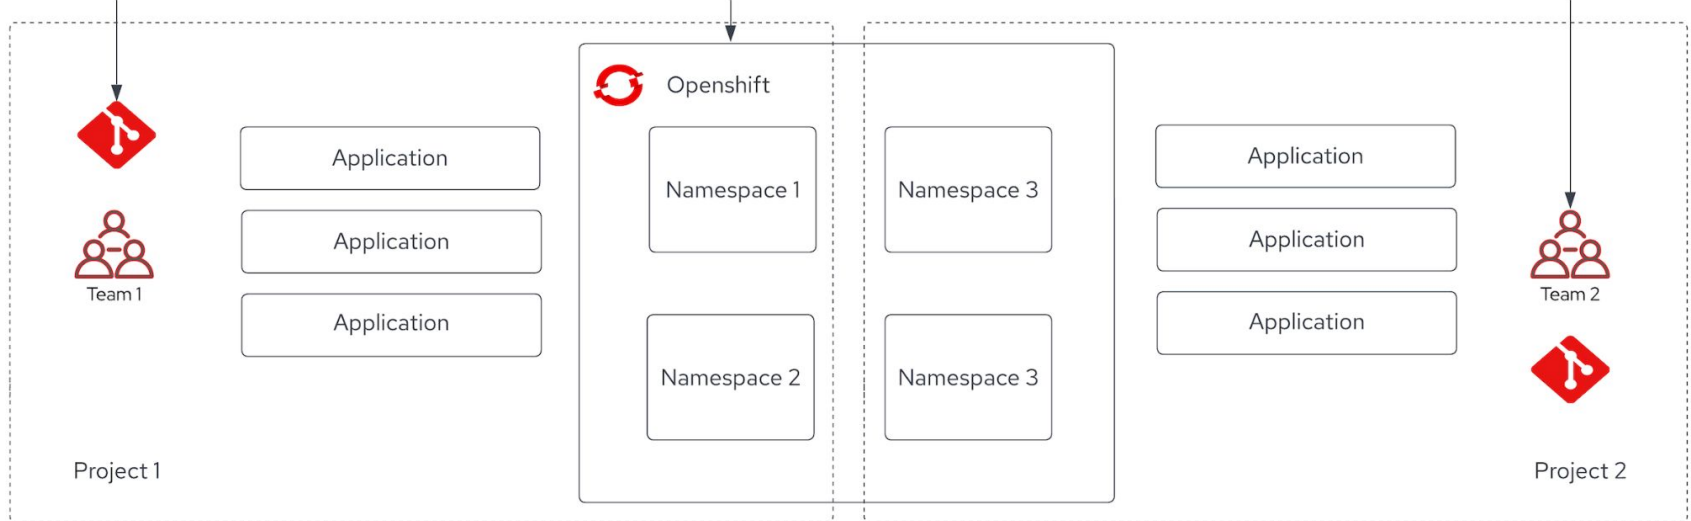 Openshift
Application
Application
Application
Team 1
Project 1
Namespace 1
Namespace 3
Namespace 2
Namespace 3
Application
Application
Application
Team 2
Project 2